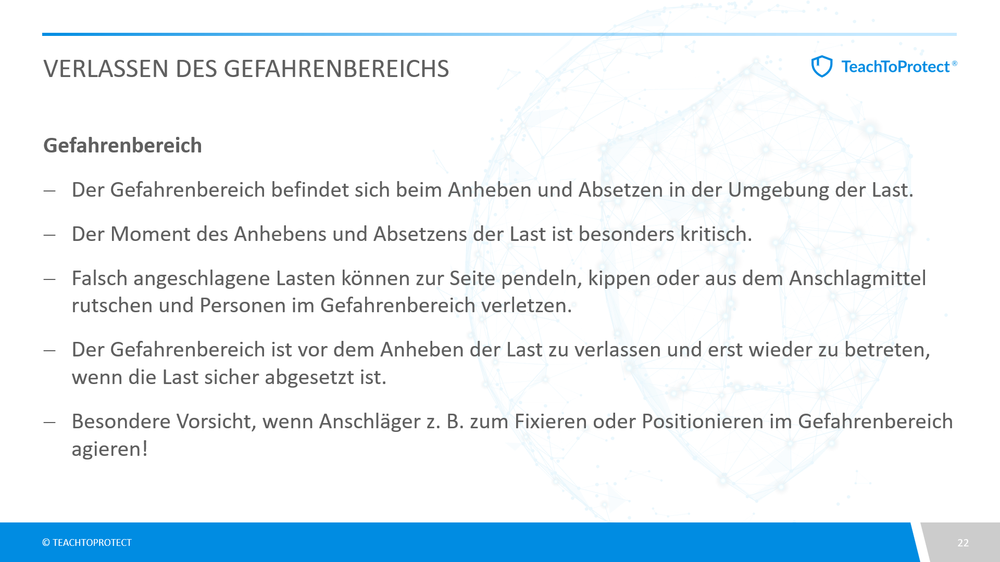 VERLASSEN DES GEFAHRENBEREICHS
TeachToProtect®
Gefahrenbereich
– Der Gefahrenbereich befindet sich beim Anheben und Absetzen in der Umgebung der Last.
– Der Moment des Anhebens und Absetzens der Last ist besonders kritisch.
– Falsch angeschlagene Lasten können zur Seite pendeln, kippen oder aus dem Anschlagmittel
rutschen und Personen im Gefahrenbereich verletzen.
– Der Gefahrenbereich ist vor dem Anheben der Last zu verlassen und erst wieder zu betreten,
wenn die Last sicher abgesetzt ist.
– Besondere Vorsicht, wenn Anschläger z. B. zum Fixieren oder Positionieren im Gefahrenbereich
agieren!
© TEACHTOPROTECT
22